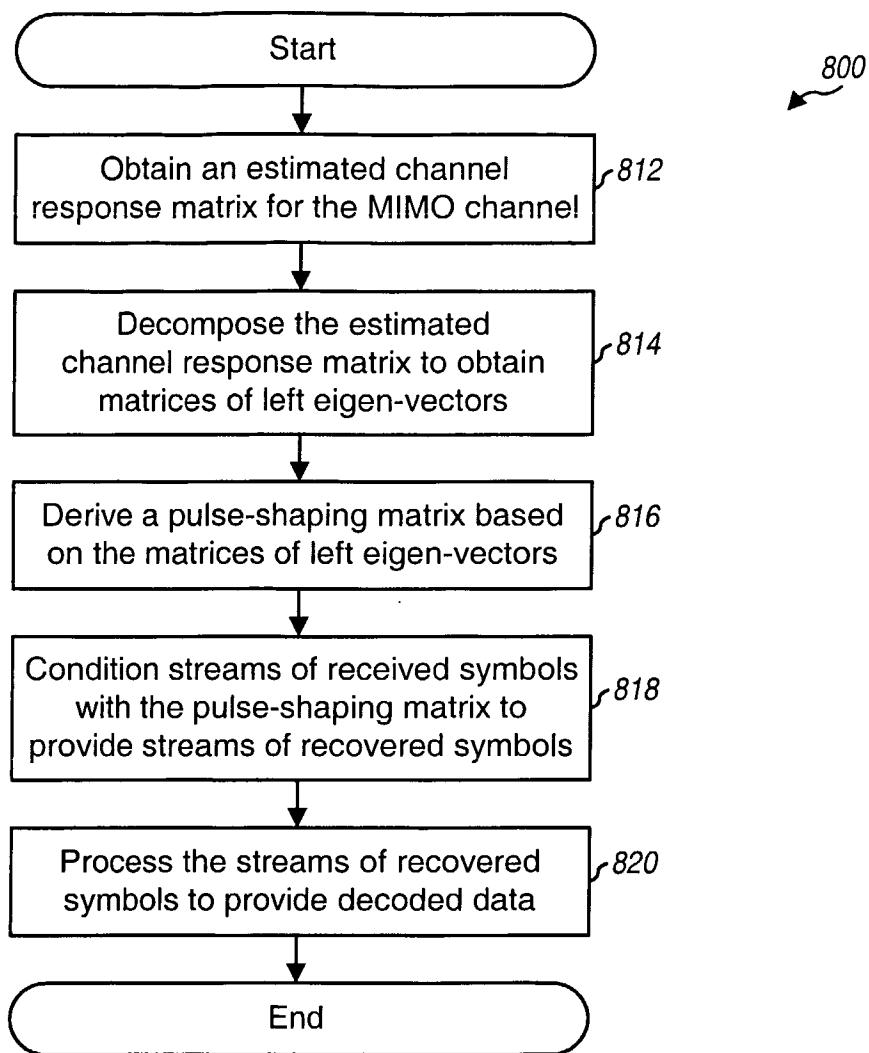 Start
800
Obtain an estimated channel
response matrix for the MIMO channel
812
Decompose the estimated
channel response matrix to obtain
matrices of left eigen-vectors
814
Derive a pulse-shaping matrix based
on the matrices of left eigen-vectors
816
Condition streams of received symbols
with the pulse-shaping matrix to
provide streams of recovered symbols
818
Process the streams of recovered
symbols to provide decoded data
820
End